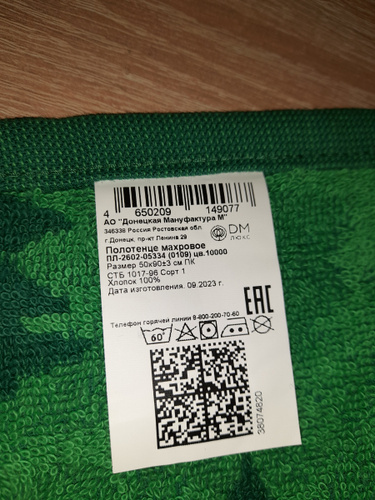 4 650209 149077
АО "Донецкая Мануфактура М"
346338 Россия Ростовская обл
г.Донецк, пр-кт Ленина 29
DM
ЛЮКС
Полотенце махровое
ПЛ-2602-05334 (0109) цв.10000
Размер 50х90±3 см ПК
СТБ 1017-96 Сорт 1
Хлопок 100%
Дата изготовления. 09.2023 г.
ЕАС
Телефон горячей линии 8-800-200-70-60
60°
38074820